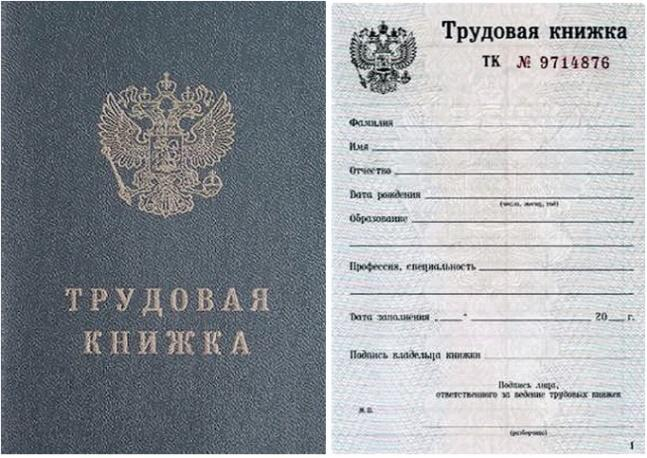 ТРУДОВАЯ
КНИЖКА
Трудовая книжка
ТК № 9714876
Фамилия
Имя
Отчество
Дата рождения
(число, месяц, год)
Образование
Профессия, специальность
Дата заполнения „ “ 20 г.
Подпись владельца книжки
Подпись лица,
ответственного за ведение трудовых книжек
м.п.
(разборчиво)
1